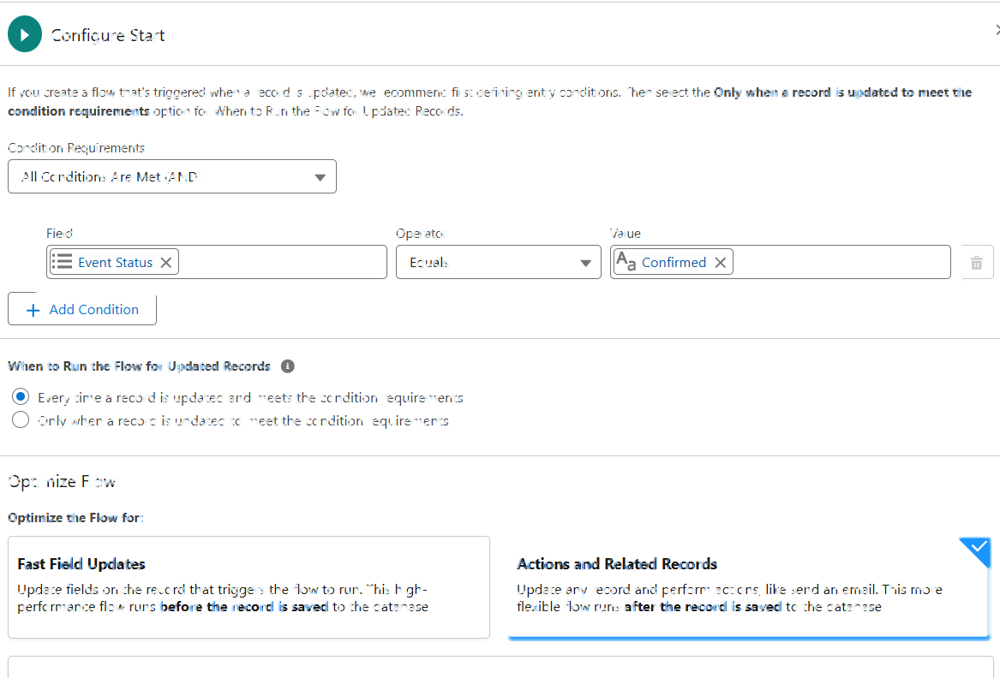 Configure Start
If you create a flow that's triggered when a record is updated, we recommend first defining entry conditions. Then select the Only when a record is updated to meet the
condition requirements option for When to Run the Flow for Updated Records.
Condition Requirements
All Conditions Are Met (AND
Field
Operator
Value
Event Status
Equals
Aa Confirmed
+ Add Condition
When to Run the Flow for Updated Records
Every time a record is updated and meets the condition requirements
Only when a record is updated to meet the condition requirements
Optimize Flow
Optimize the Flow for:
Fast Field Updates
Actions and Related Records
Update fields on the record that triggers the flow to run. This high-
performance flow runs before the record is saved to the database
Update any record and perform actions, like send an email. This more
flexible flow runs after the record is saved to the database